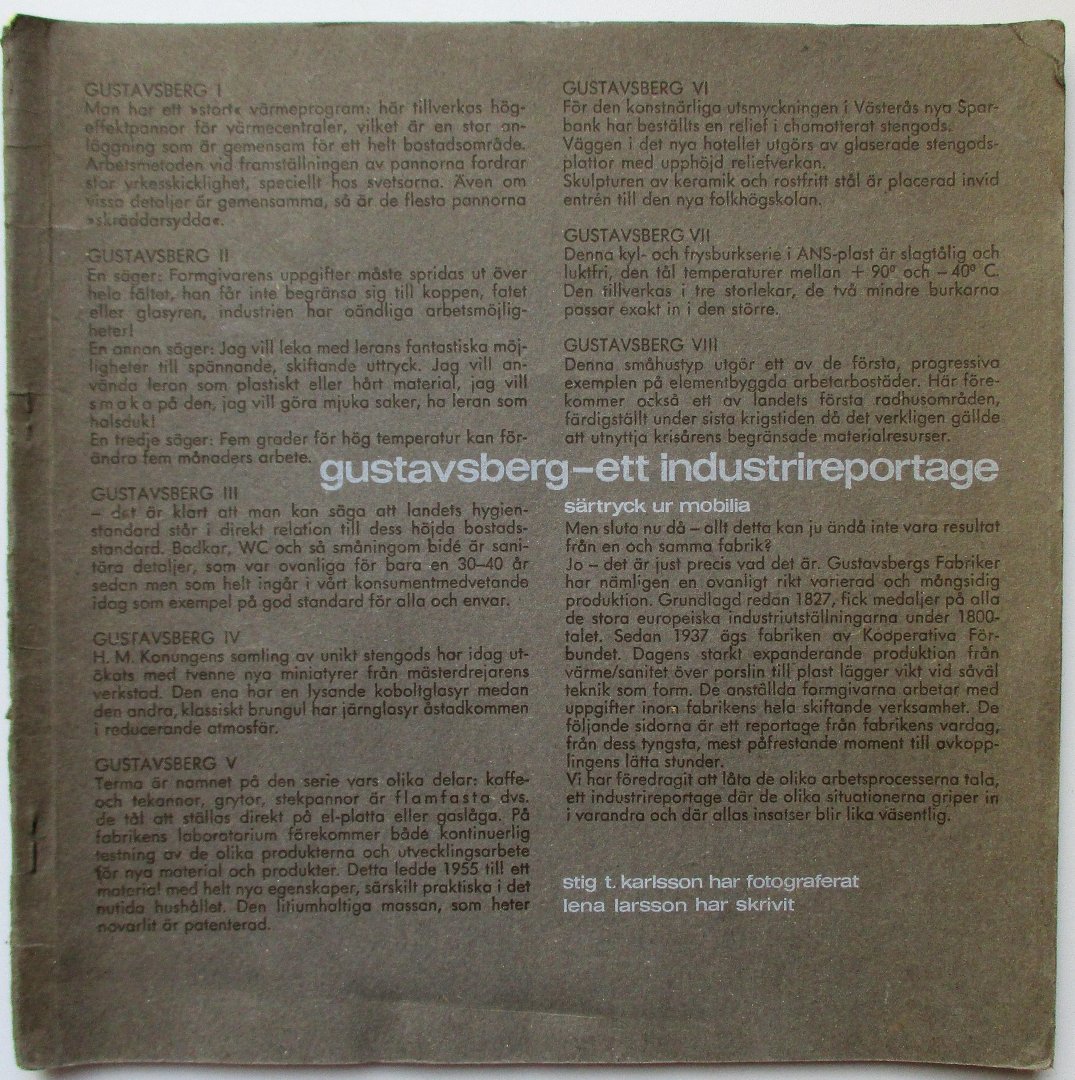 GUSTAVSBERG I
Man har ett »stort« värmeprogram: här tillverkas hög-
effektpannor för värmecentraler, vilket är en stor an-
läggning som är gemensam för ett helt bostadsområde.
Arbetsmetoden vid framställningen av pannorna fordrar
stor yrkesskicklighet, speciellt hos svetsarna. Även om
vissa detaljer är gemensamma, så är de flesta pannorna
»skräddarsydda«.
GUSTAVSBERG II
En säger: Formgivarens uppgifter måste spridas ut över
hela fältet, han får inte begränsa sig till koppen, fatet
eller glasyren, industrien har oändliga arbetsmöjlig-
heter!
En annan säger: Jag vill leka med lerans fantastiska möj-
ligheter till spännande, skiftande uttryck. Jag vill an-
vända leran som plastiskt eller hårt material, jag vill
smaka på den, jag vill göra mjuka saker, ha leran som
halsduk!
En tredje säger: Fem grader för hög temperatur kan för-
ändra fem månaders arbete.
GUSTAVSBERG III
– det är klart att man kan säga att landets hygien-
standard står i direkt relation till dess höjda bostads-
standard. Badkar, WC och så småningom bidé är sani-
tära detaljer, som var ovanliga för bara en 30–40 år
sedan men som helt ingår i vårt konsumentmedvetande
idag som exempel på god standard för alla och envar.
GUSTAVSBERG IV
H. M. Konungens samling av unikt stengods har idag ut-
ökats med tvenne nya miniatyrer från mästerdrejarens
verkstad. Den ena har en lysande koboltglasyr medan
den andra, klassiskt brungul har järnglasyr åstadkommen
i reducerande atmosfär.
GUSTAVSBERG V
Terma är namnet på den serie vars olika delar: kaffe-
och tekannor, grytor, stekpannor är flamfasta dvs.
de tål att ställas direkt på el-platta eller gaslåga. På
fabrikens laboratorium förekommer både kontinuerlig
testning av de olika produkterna och utvecklingsarbete
för nya material och produkter. Detta ledde 1955 till ett
material med helt nya egenskaper, särskilt praktiska i det
nutida hushållet. Den litiumhaltiga massan, som heter
novarlit är patenterad.
GUSTAVSBERG VI
För den konstnärliga utsmyckningen i Västerås nya Spar-
bank har beställts en relief i chamotterat stengods.
Väggen i det nya hotellet utgörs av glaserade stengods-
plattor med upphöjd reliefverkan.
Skulpturen av keramik och rostfritt stål är placerad invid
entrén till den nya folkhögskolan.
GUSTAVSBERG VII
Denna kyl- och frysburkserie i ANS-plast är slagtålig och
luktfri, den tål temperaturer mellan + 90° och – 40° C.
Den tillverkas i tre storlekar, de två mindre burkarna
passar exakt in i den större.
GUSTAVSBERG VIII
Denna småhustyp utgör ett av de första, progressiva
exemplen på elementbyggda arbetarbostäder. Här före-
kommer också ett av landets första radhusområden,
färdigställt under sista krigstiden då det verkligen gällde
att utnyttja krisårens begränsade materialresurser.
gustavsberg–ett industrireportage
särtryck ur mobilia
Men sluta nu då – allt detta kan ju ändå inte vara resultat
från en och samma fabrik?
Jo – det är just precis vad det är. Gustavsbergs Fabriker
har nämligen en ovanligt rikt varierad och mångsidig
produktion. Grundlagd redan 1827, fick medaljer på alla
de stora europeiska industriutställningarna under 1800-
talet. Sedan 1937 ägs fabriken av Kooperativa För-
bundet. Dagens starkt expanderande produktion från
värme/sanitet över porslin till plast lägger vikt vid såväl
teknik som form. De anställda formgivarna arbetar med
uppgifter inom fabrikens hela skiftande verksamhet. De
följande sidorna är ett reportage från fabrikens vardag,
från dess tyngsta, mest påfrestande moment till avkopp-
lingens lätta stunder.
Vi har föredragit att låta de olika arbetsprocesserna tala,
ett industrireportage där de olika situationerna griper in
i varandra och där allas insatser blir lika väsentlig.
stig t. karlsson har fotograferat
lena larsson har skrivit